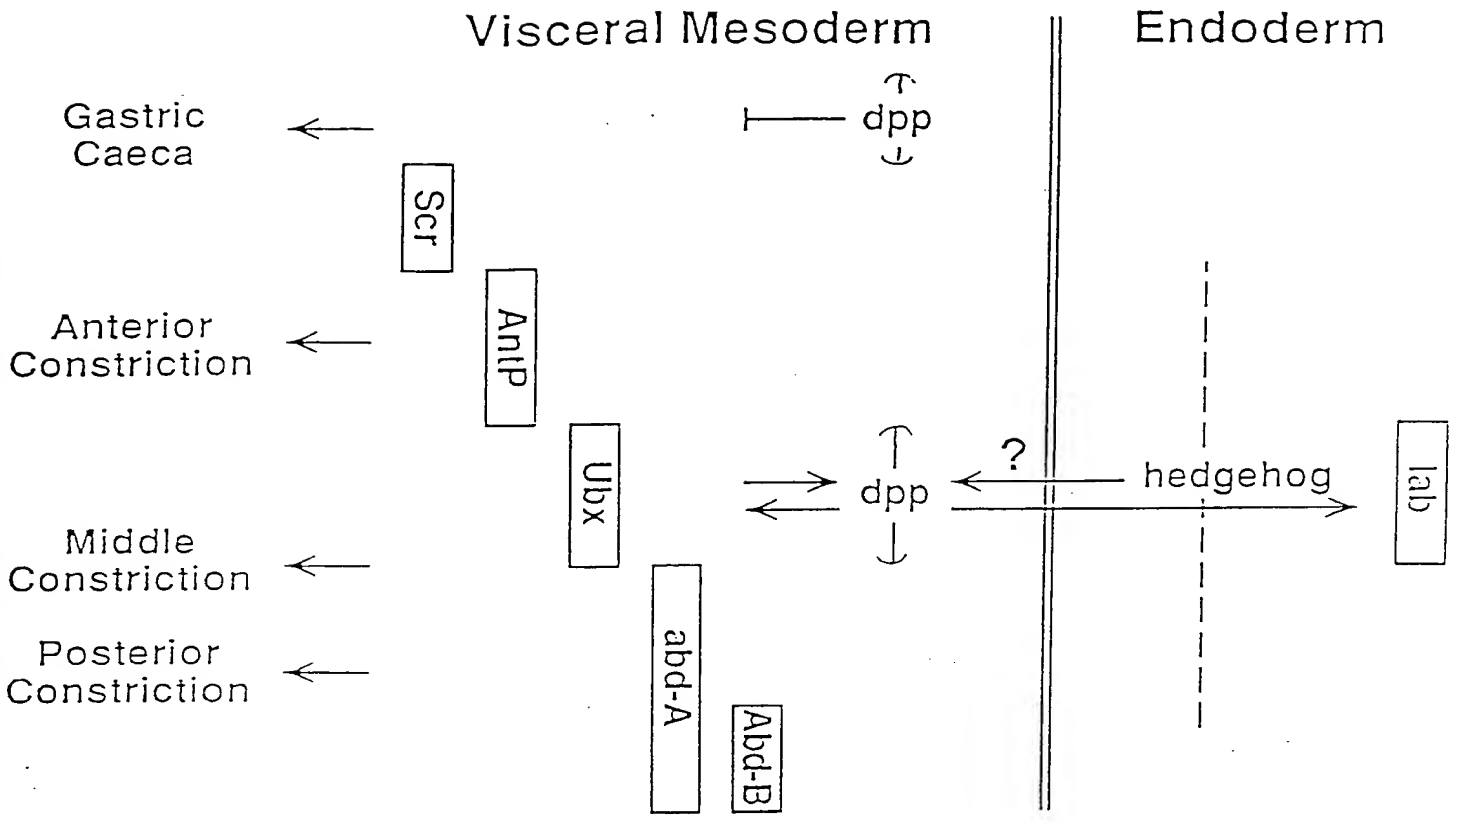 Visceral Mesoderm
Endoderm
Gastric
Caeca
dpp
Scr
Anterior
Constriction
AntP
Ubx
dpp
?
hedgehog
lab
Middle
Constriction
Posterior
Constriction
abd-A
Abd-B